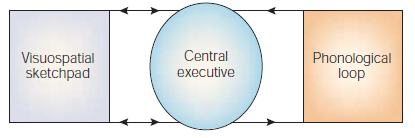 Visuospatial
sketchpad
Central
executive
Phonological
loop